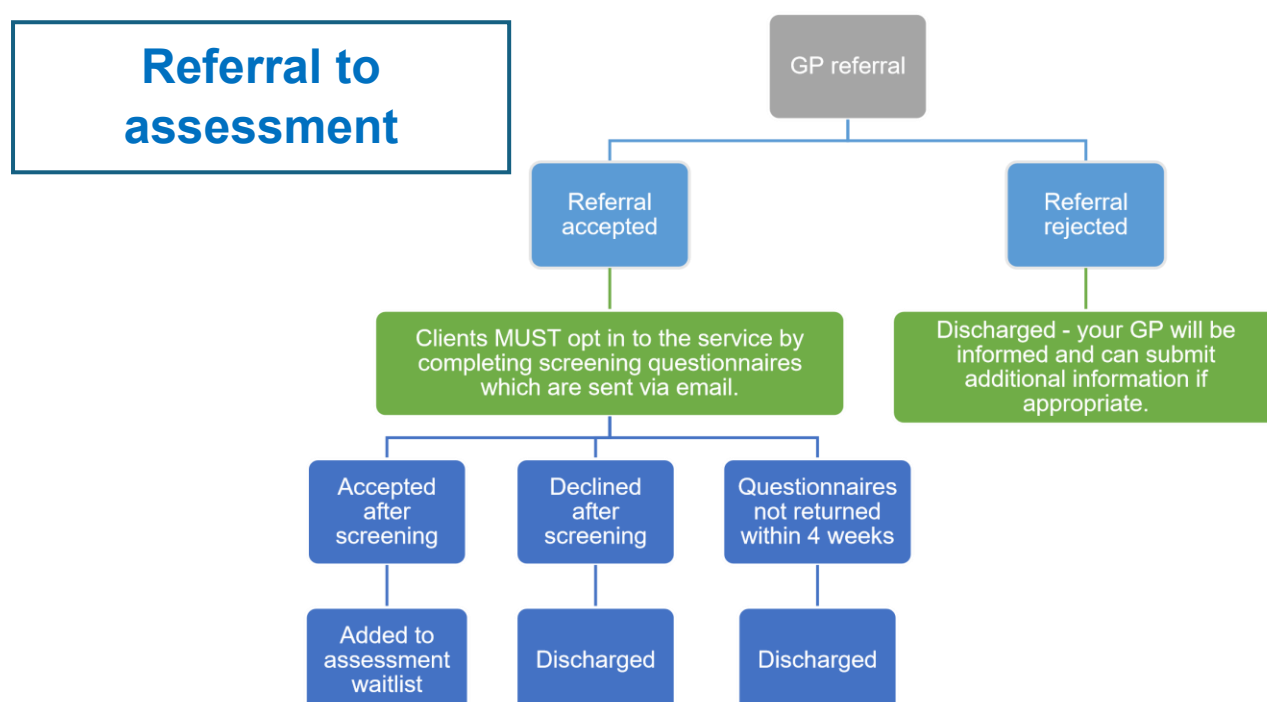 Referral to
assessment
GP referral
Referral
accepted
Referral
rejected
Clients MUST opt in to the service by
completing screening questionnaires
which are sent via email.
Discharged - your GP will be
informed and can submit
additional information if
appropriate.
Accepted
after
screening
Declined
after
screening
Questionnaires
not returned
within 4 weeks
Added to
assessment
waitlist
Discharged
Discharged